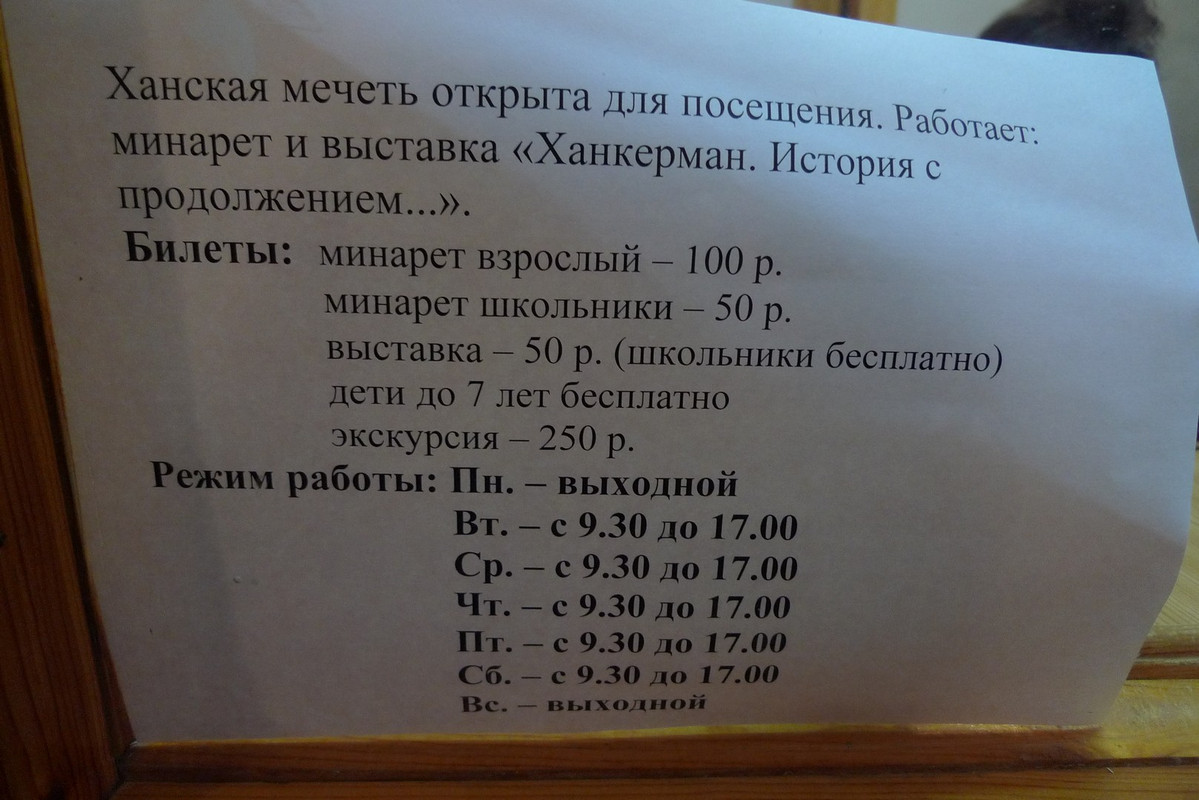 Ханская мечеть открыта для посещения. Работает:
минарет и выставка «Ханкерман. История с
продолжением...».
Билеты: минарет взрослый – 100 р.
минарет школьники – 50 р.
выставка – 50 р. (школьники бесплатно)
дети до 7 лет бесплатно
экскурсия – 250 р.
Режим работы: Пн. – выходной
Вт. – с 9.30 до 17.00
Ср. – с 9.30 до 17.00
Чт. – с 9.30 до 17.00
Пт. – с 9.30 до 17.00
Сб. – с 9.30 до 17.00
Вс. – выходной